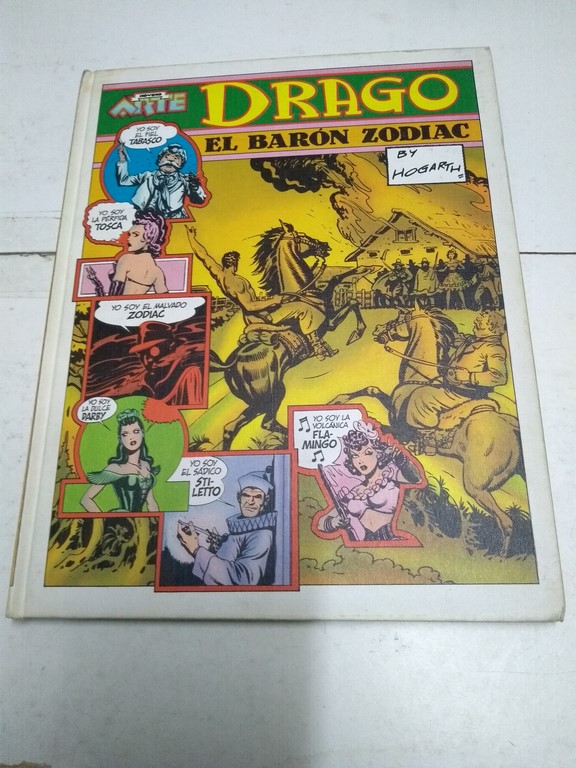 NOVENO
ARTE
DRAGO
EL BARÓN ZODIAC
BY
HOGARTH
YO SOY
EL FIEL
TABASCO
YO SOY
LA PÉRFIDA
TOSCA
YO SOY EL MALVADO
ZODIAC
YO SOY
LA DULCE
DARBY
YO SOY
EL SÁDICO
STI-
LETTO
YO SOY LA
VOLCÁNICA
FLA-
MINGO